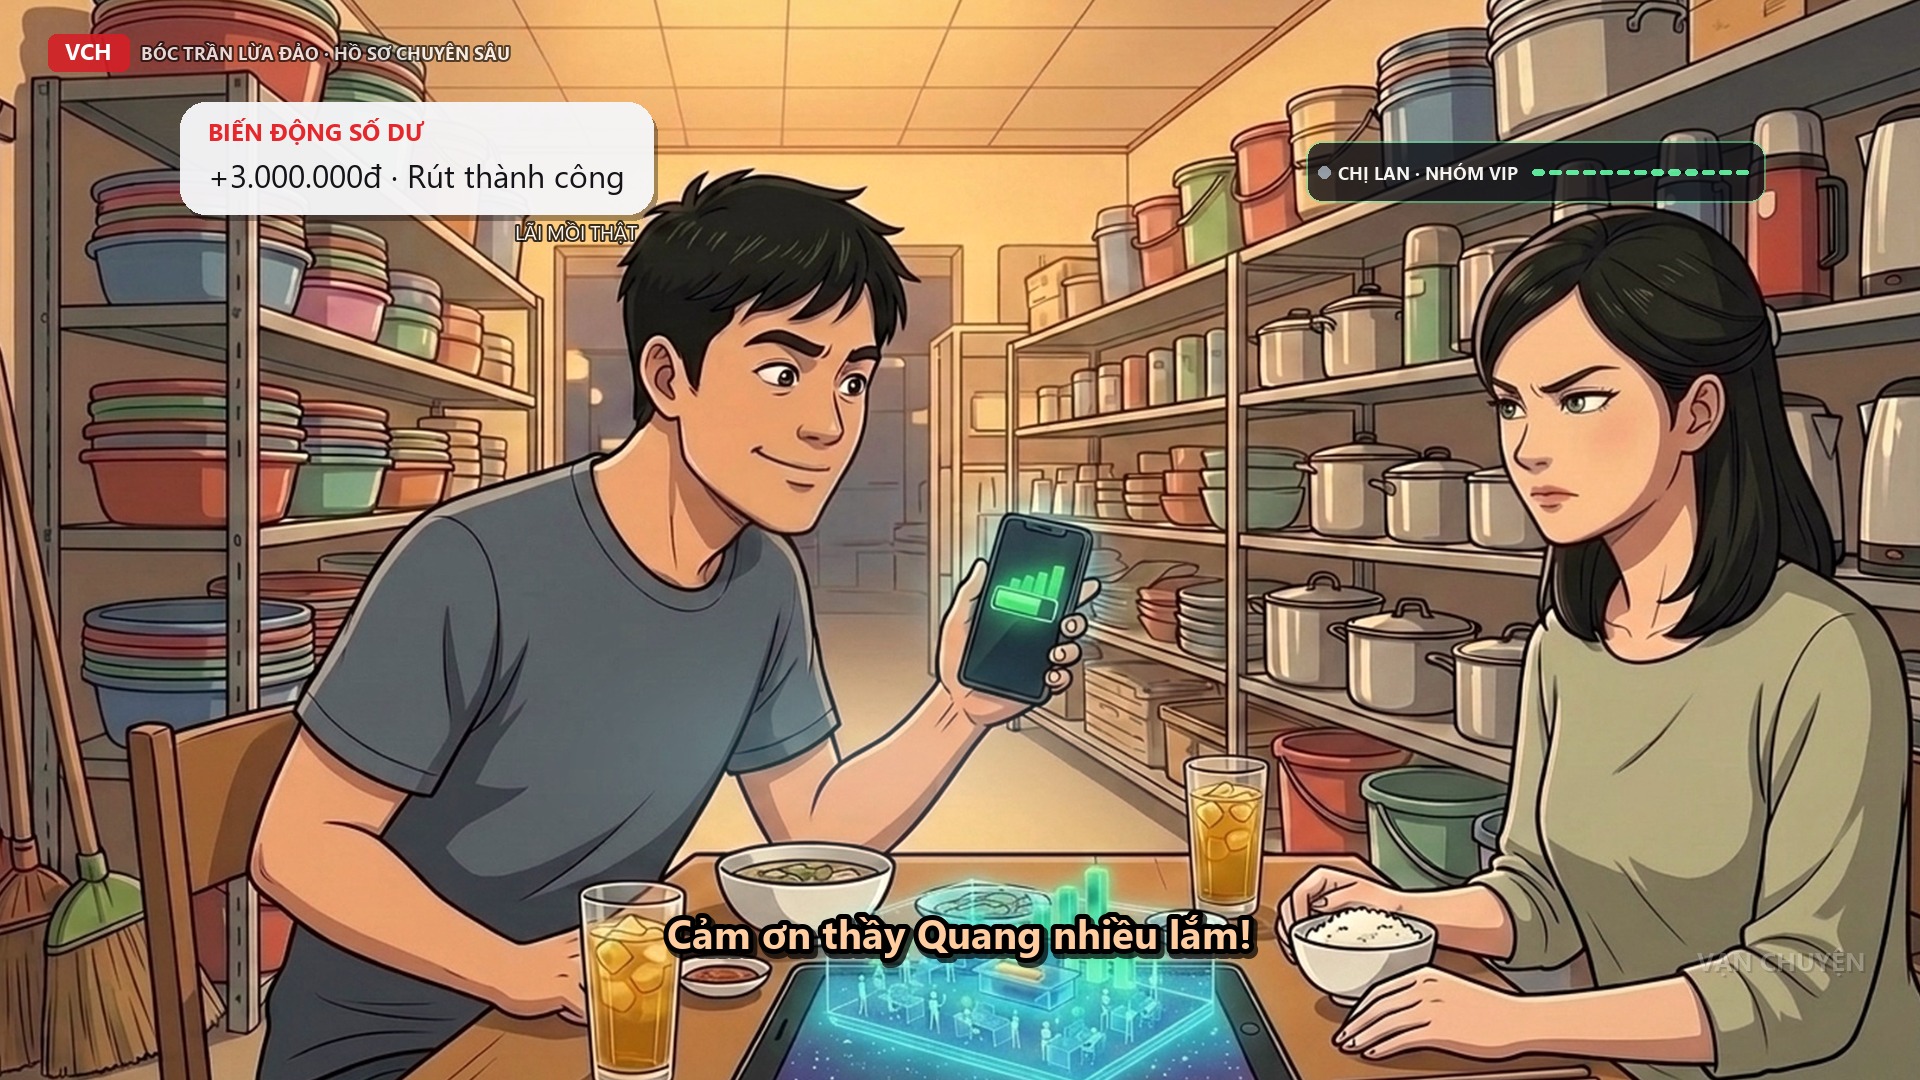 VCH BÓC TRẦN LỪA ĐẢO · HỒ SƠ CHUYÊN SÂU
BIẾN ĐỘNG SỐ DƯ
+3.000.000đ · Rút thành công
LÃI MỒI THẬT
CHỊ LAN · NHÓM VIP
Cảm ơn thầy Quang nhiều lắm!
VẠN CHUYỆN